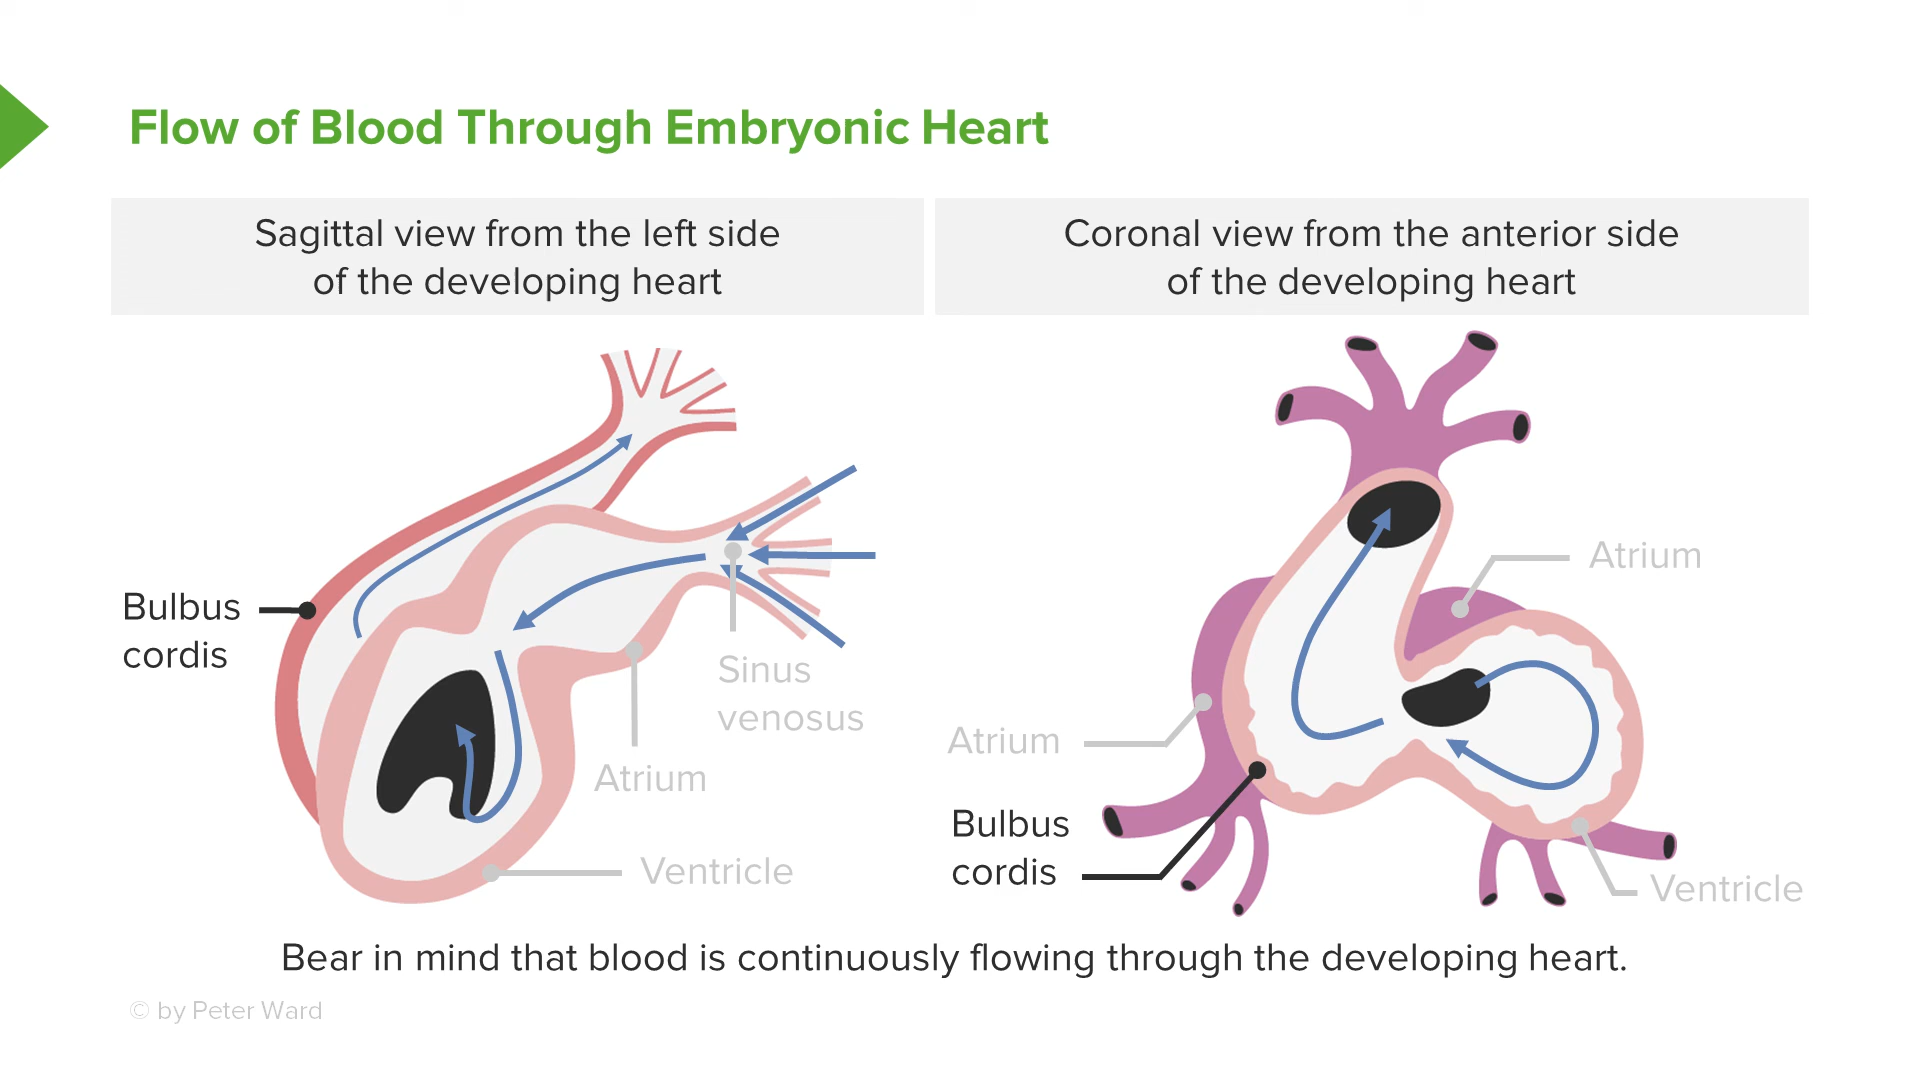 Flow of Blood Through Embryonic Heart
Sagittal view from the left side
of the developing heart
Bulbus
cordis
Sinus
venosus
Atrium
Ventricle
Coronal view from the anterior side
of the developing heart
Atrium
Atrium
Bulbus
cordis
Ventricle
Bear in mind that blood is continuously flowing through the developing heart.
© by Peter Ward